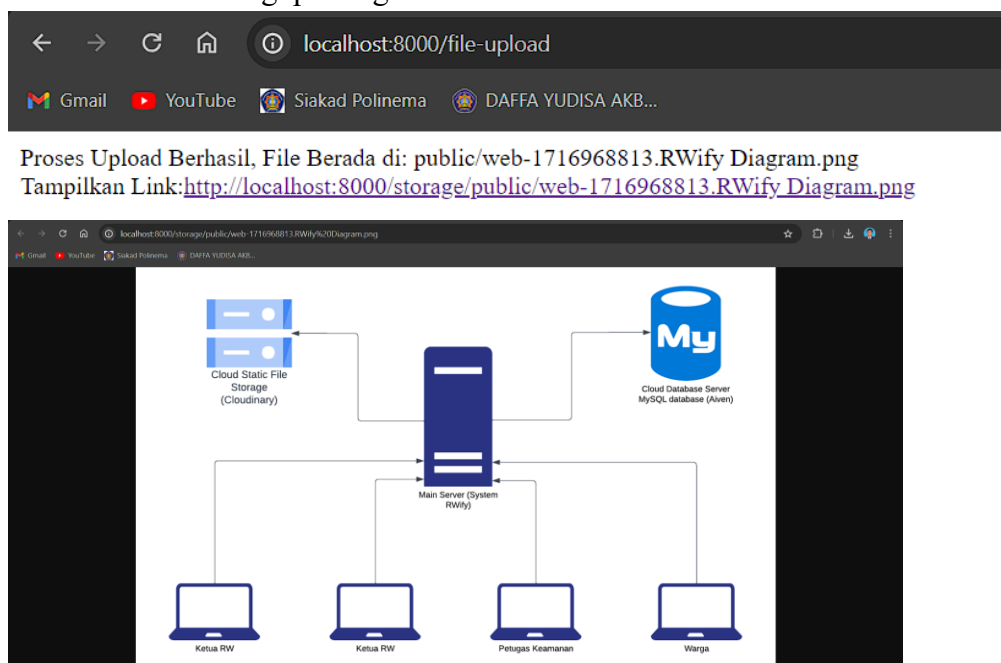 localhost:8000/file-upload
Gmail YouTube Siakad Polinema DAFFA YUDISA AKB...
Proses Upload Berhasil, File Berada di: public/web-1716968813.RWify Diagram.png
Tampilkan Link:http://localhost:8000/storage/public/web-1716968813.RWify Diagram.png
localhost:8000/storage/public/web-1716968813.RWify%20Diagram.png
Gmail YouTube Siakad Polinema DAFFA YUDISA AKB...
Cloud Static File
Storage
(Cloudinary)
My
Cloud Database Server
MySQL database (Aiven)
Main Server (System
RWify)
Ketua RW
Ketua RW
Petugas Keamanan
Warga